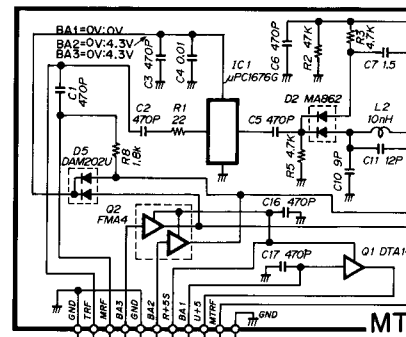 BA1=0V:0V
BA2=0V:4.3V
BA3=0V:4.3V
C3 470P
C4 0.01
IC1
μPC1676G
C6 470P
R2 47K
R3 4.7K
C7 1.5
C1 470P
C2
470P
R1
22
C5 470P
D2 MA862
L2
10nH
C11 12P
R8 1.8k
R5 4.7K
C10 9P
D5
DAN202U
Q2
FMA4
C16 470P
C17 470P
Q1 DTA1
GND
TRF
MRF
BA3
GND
BA2
R+5S
BA1
U+5
MTRF
GND
MT